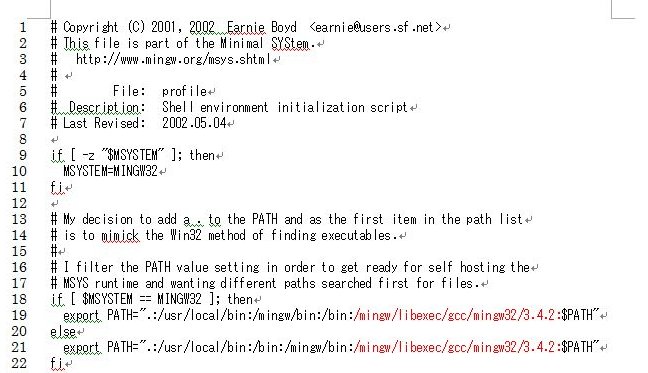 1 # Copyright (C) 2001, 2002  Earnie Boyd  <earnie@users.sf.net>
2 # This file is part of the Minimal SYStem.
3 #   http://www.mingw.org/msys.shtml
4 #
5 #         File:  profile
6 #  Description:  Shell environment initialization script
7 # Last Revised:  2002.05.04
8
9 if [ -z "$MSYSTEM" ]; then
10   MSYSTEM=MINGW32
11 fi
12
13 # My decision to add a . to the PATH and as the first item in the path list
14 # is to mimick the Win32 method of finding executables.
15 #
16 # I filter the PATH value setting in order to get ready for self hosting the
17 # MSYS runtime and wanting different paths searched first for files.
18 if [ $MSYSTEM == MINGW32 ]; then
19   export PATH=".:/usr/local/bin:/mingw/bin:/bin:/mingw/libexec/gcc/mingw32/3.4.2:$PATH"
20 else
21   export PATH=".:/usr/local/bin:/bin:/mingw/bin:/mingw/libexec/gcc/mingw32/3.4.2:$PATH"
22 fi